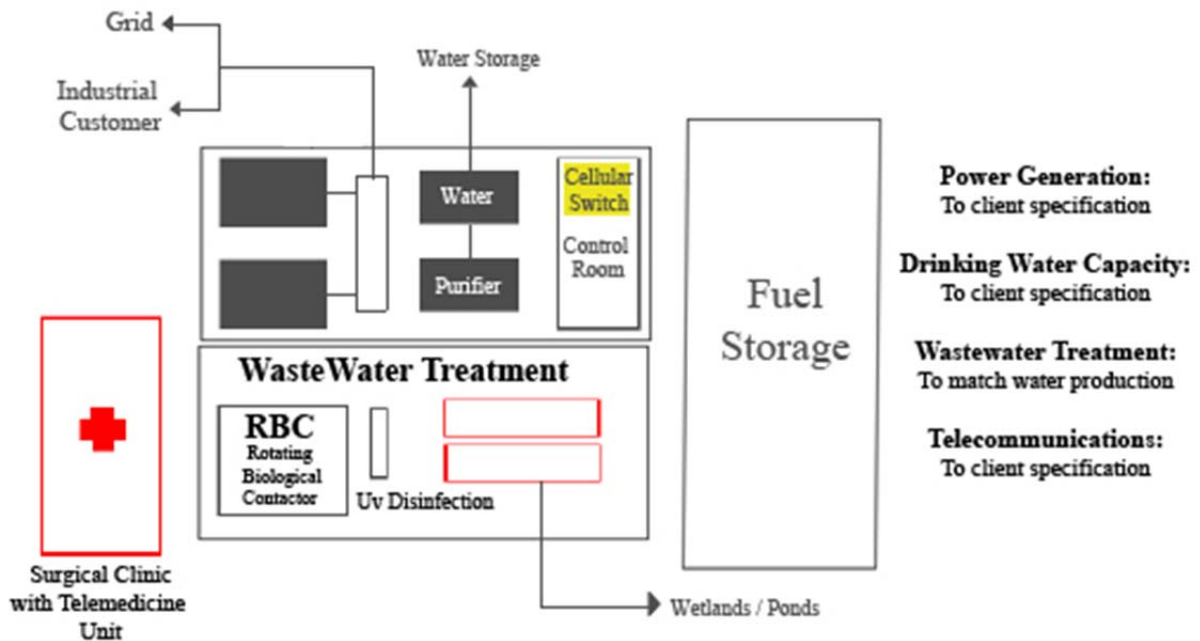 Grid
Industrial
Customer
Water Storage
Water
Purifier
Cellular
Switch
Control
Room
Fuel
Storage
Power Generation:
To client specification
Drinking Water Capacity:
To client specification
Wastewater Treatment:
To match water production
Telecommunications:
To client specification
WasteWater Treatment
RBC
Rotating
Biological
Contactor
Uv Disinfection
Surgical Clinic
with Telemedicine
Unit
Wetlands / Ponds